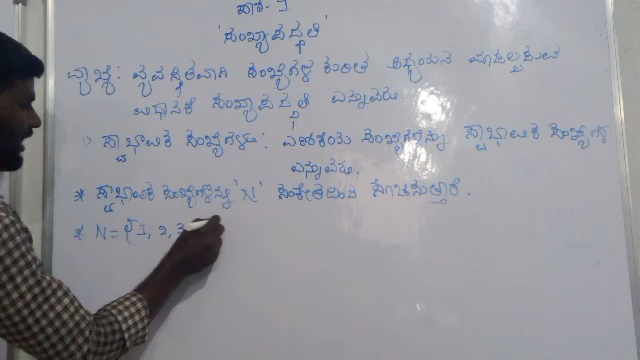 ಪಾಠ - I
'ಸಂಖ್ಯಾಪದ್ಧತಿ'
ವ್ಯಾಖ್ಯೆ : ವ್ಯವಸ್ಥಿತವಾಗಿ ಸಂಖ್ಯೆಗಳ ಕುರಿತ ಅಧ್ಯಯನ
ವಿಧಾನಕೆ ಸಂಖ್ಯಾಪದ್ಧತಿ ಎನ್ನುವರು.
ಸ್ವಾಭಾವಿಕ ಸಂಖ್ಯೆಗಳು : ಎಣಿಕೆಯ ಸಂಖ್ಯೆಗಳನ್ನು ಸ್ವಾಭಾವಿಕ ಸಂಖ್ಯೆಗಳ
ಎನ್ನುವರು.
* ಸ್ವಾಭಾವಿಕ ಸಂಖ್ಯೆಗಳನ್ನು 'N' ಸಂಕೇತದಿಂದ ಸೂಚಿಸುತ್ತಾರೆ.
* N = { 1, 2, 3